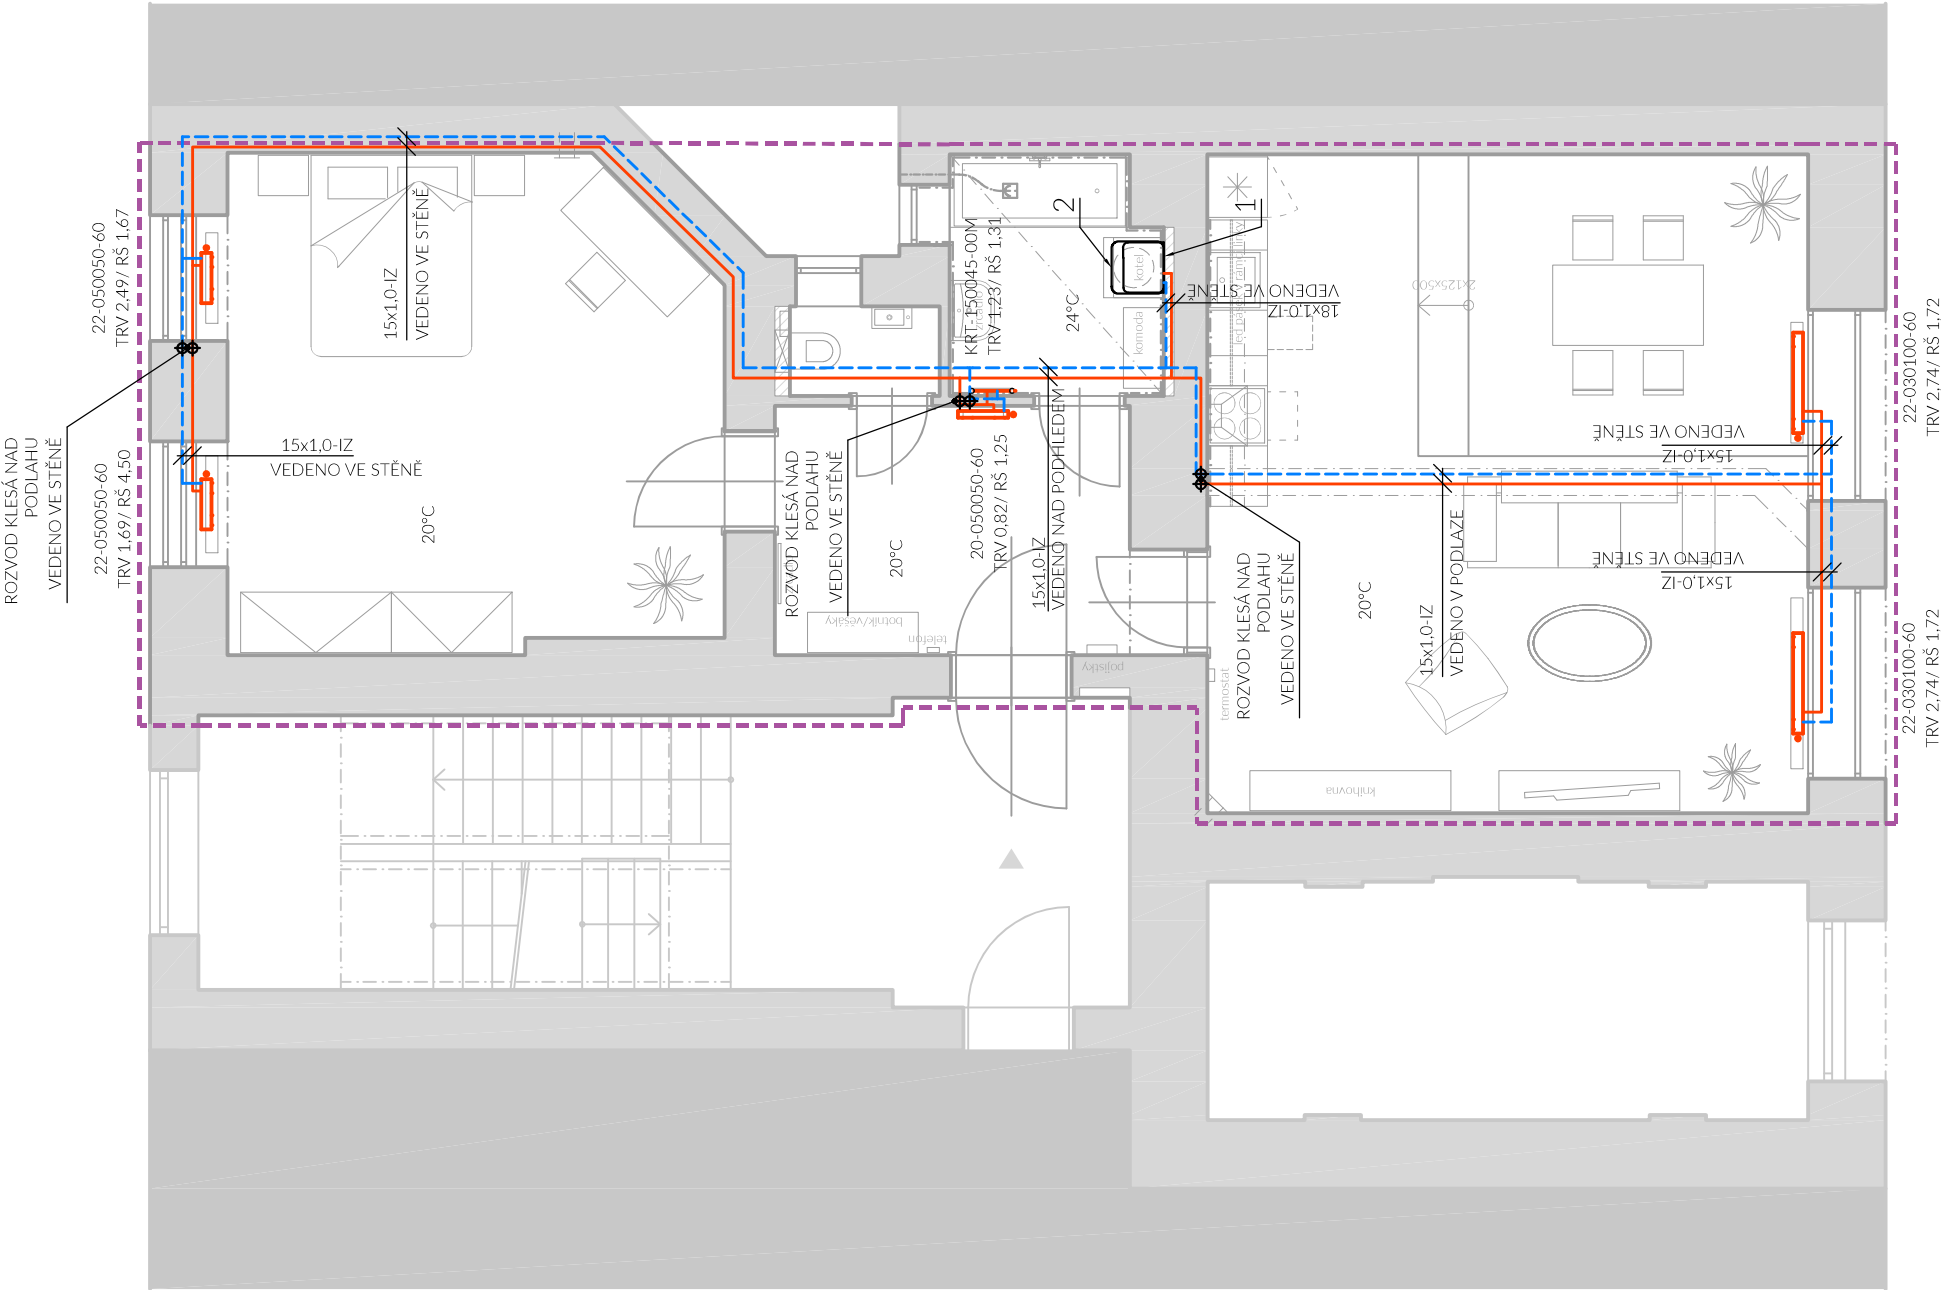 ROZVOD KLESÁ NAD
PODLAHU
VEDENO VE STĚNĚ
22-050050-60
TRV 2,49/ RŠ 1,67
22-050050-60
TRV 1,69/ RŠ 4,50
15x1,0-IZ
VEDENO VE STĚNĚ
15x1,0-IZ
VEDENO VE STĚNĚ
20°C
ROZVOD KLESÁ NAD
PODLAHU
VEDENO VE STĚNĚ
botník/věšáky
telefon
20°C
KRT-150045-00M
TRV 1,23/ RŠ 1,31
20-050050-60
TRV 0,82/ RŠ 1,25
24°C
2
1
kotel
komoda
15x1,0-IZ
VEDENO NAD PODHLEDEM
pojistky
VEDENO VE STĚNĚ
18x1,0-IZ
ROZVOD KLESÁ NAD
PODLAHU
VEDENO VE STĚNĚ
termostat
20°C
15x1,0-IZ
VEDENO V PODLAZE
2x125x500
knihovna
VEDENO VE STĚNĚ
15x1,0-IZ
VEDENO VE STĚNĚ
15x1,0-IZ
22-030100-60
TRV 2,74/ RŠ 1,72
22-030100-60
TRV 2,74/ RŠ 1,72